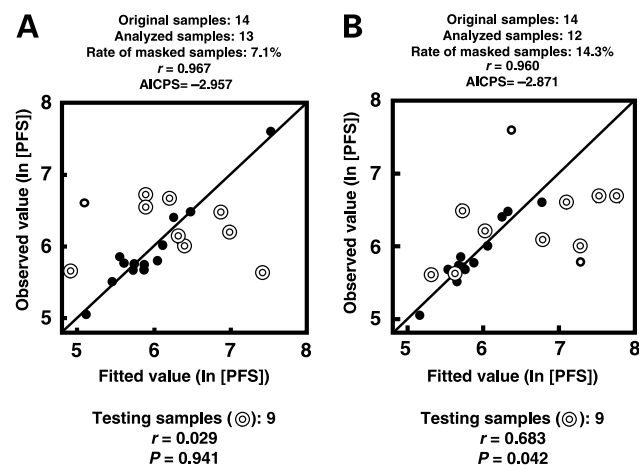 A
Original samples: 14
Analyzed samples: 13
Rate of masked samples: 7.1%
r = 0.967
AICPS= –2.957
Observed value (ln [PFS])
8
7
6
5
5 6 7 8
Fitted value (ln [PFS])
Testing samples (◎): 9
r = 0.029
P = 0.941
B
Original samples: 14
Analyzed samples: 12
Rate of masked samples: 14.3%
r = 0.960
AICPS= –2.871
Observed value (ln [PFS])
8
7
6
5
5 6 7 8
Fitted value (ln [PFS])
Testing samples (◎): 9
r = 0.683
P = 0.042